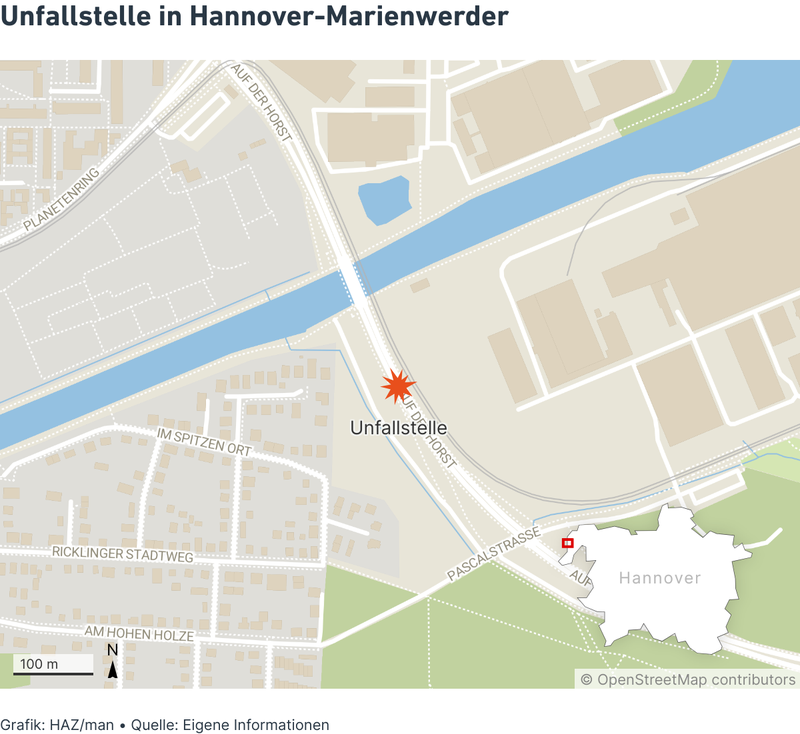 Unfallstelle in Hannover-Marienwerder
AUF DER HORST
PLANETENRING
Unfallstelle
AUF DER HORST
IM SPITZEN ORT
RICKLINGER STADTWEG
PASCALSTRASSE
AUF
Hannover
AM HOHEN HOLZE
N
100 m
© OpenStreetMap contributors
Grafik: HAZ/man • Quelle: Eigene Informationen